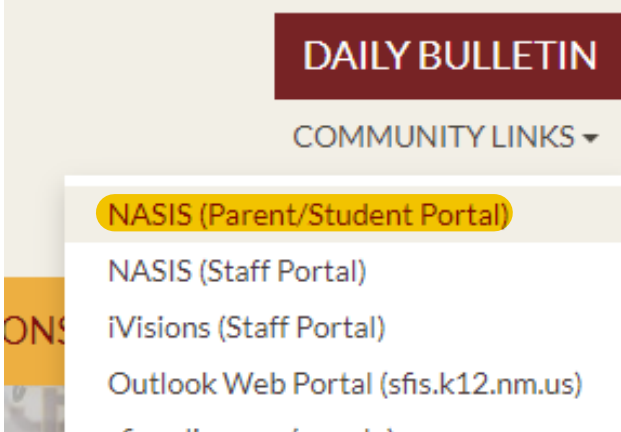 DAILY BULLETIN
COMMUNITY LINKS
NASIS (Parent/Student Portal)
NASIS (Staff Portal)
iVisions (Staff Portal)
Outlook Web Portal (sfis.k12.nm.us)